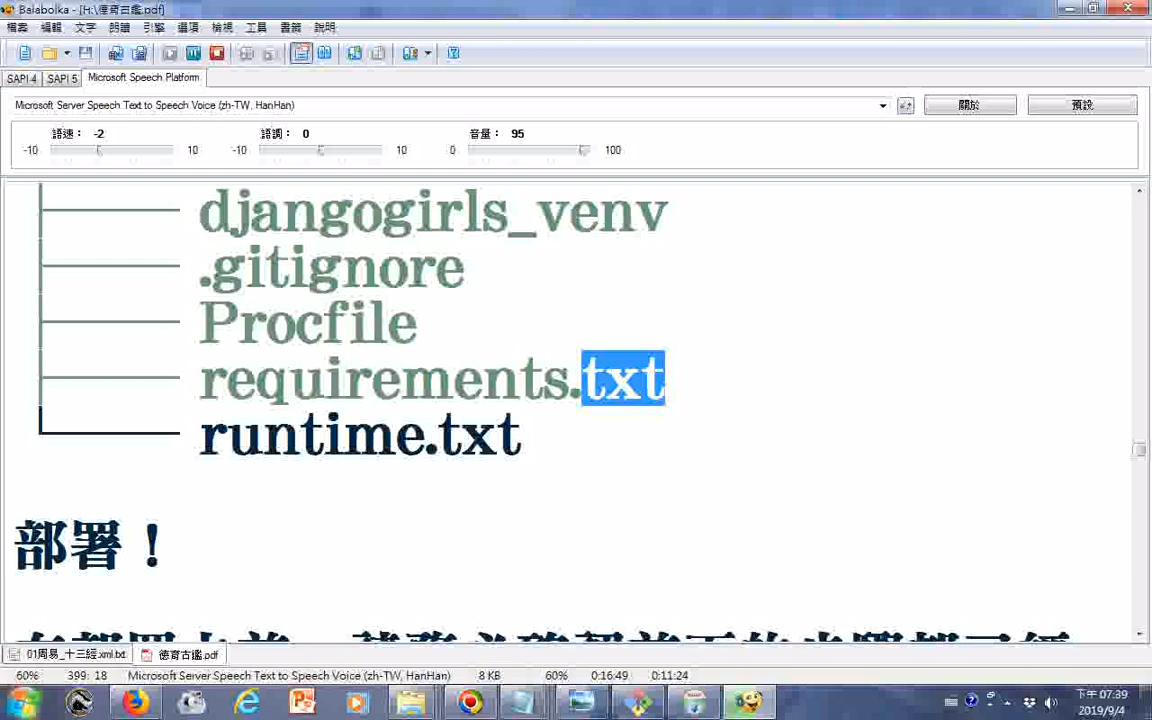 Balabolka - [H:\德育古鑑.pdf]
檔案 編輯 文字 朗讀 引擎 選項 檢視 工具 書籤 說明
SAPI 4 SAPI 5 Microsoft Speech Platform
Microsoft Server Speech Text to Speech Voice (zh-TW, HanHan) 關於 預設
語速： -2 語調： 0 音量： 95
-10 10 -10 10 0 100
djangogirls_venv
.gitignore
Procfile
requirements.txt
runtime.txt
部署！
01周易_十三經.xml.txt 德育古鑑.pdf
60% 399: 18 Microsoft Server Speech Text to Speech Voice (zh-TW, HanHan) 8 KB 60% 0:16:49 0:11:24
下午 07:39
2019/9/4